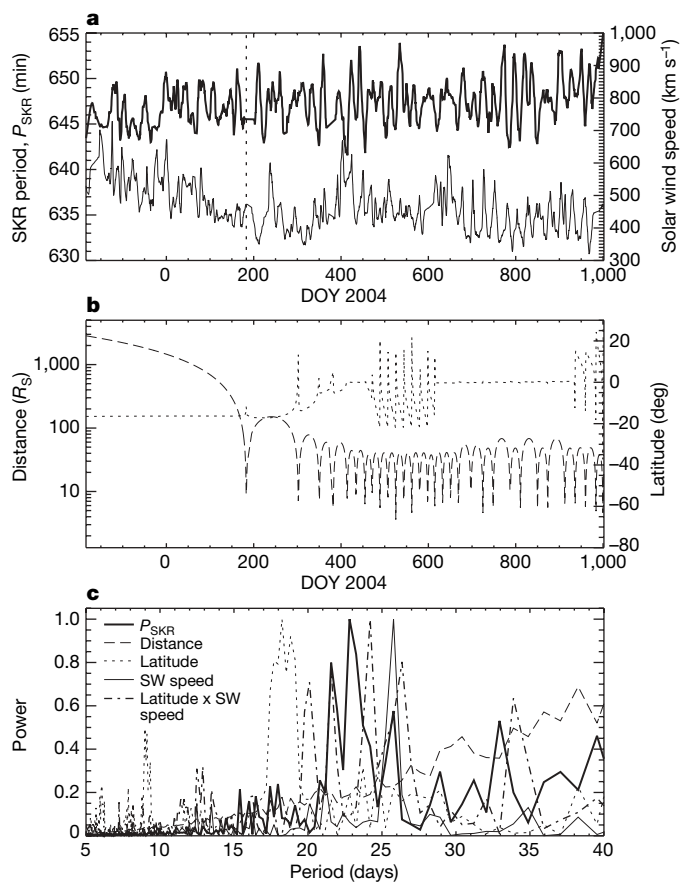 a
655
650
645
640
635
630
SKR period, P_SKR (min)
1,000
900
800
700
600
500
400
300
Solar wind speed (km s⁻¹)
0
200
400
600
800
1,000
DOY 2004
b
1,000
100
10
Distance (R_S)
20
0
−20
−40
−60
−80
Latitude (deg)
0
200
400
600
800
1,000
DOY 2004
c
1.0
0.8
0.6
0.4
0.2
0
Power
P_SKR
Distance
Latitude
SW speed
Latitude x SW
speed
5
10
15
20
25
30
35
40
Period (days)